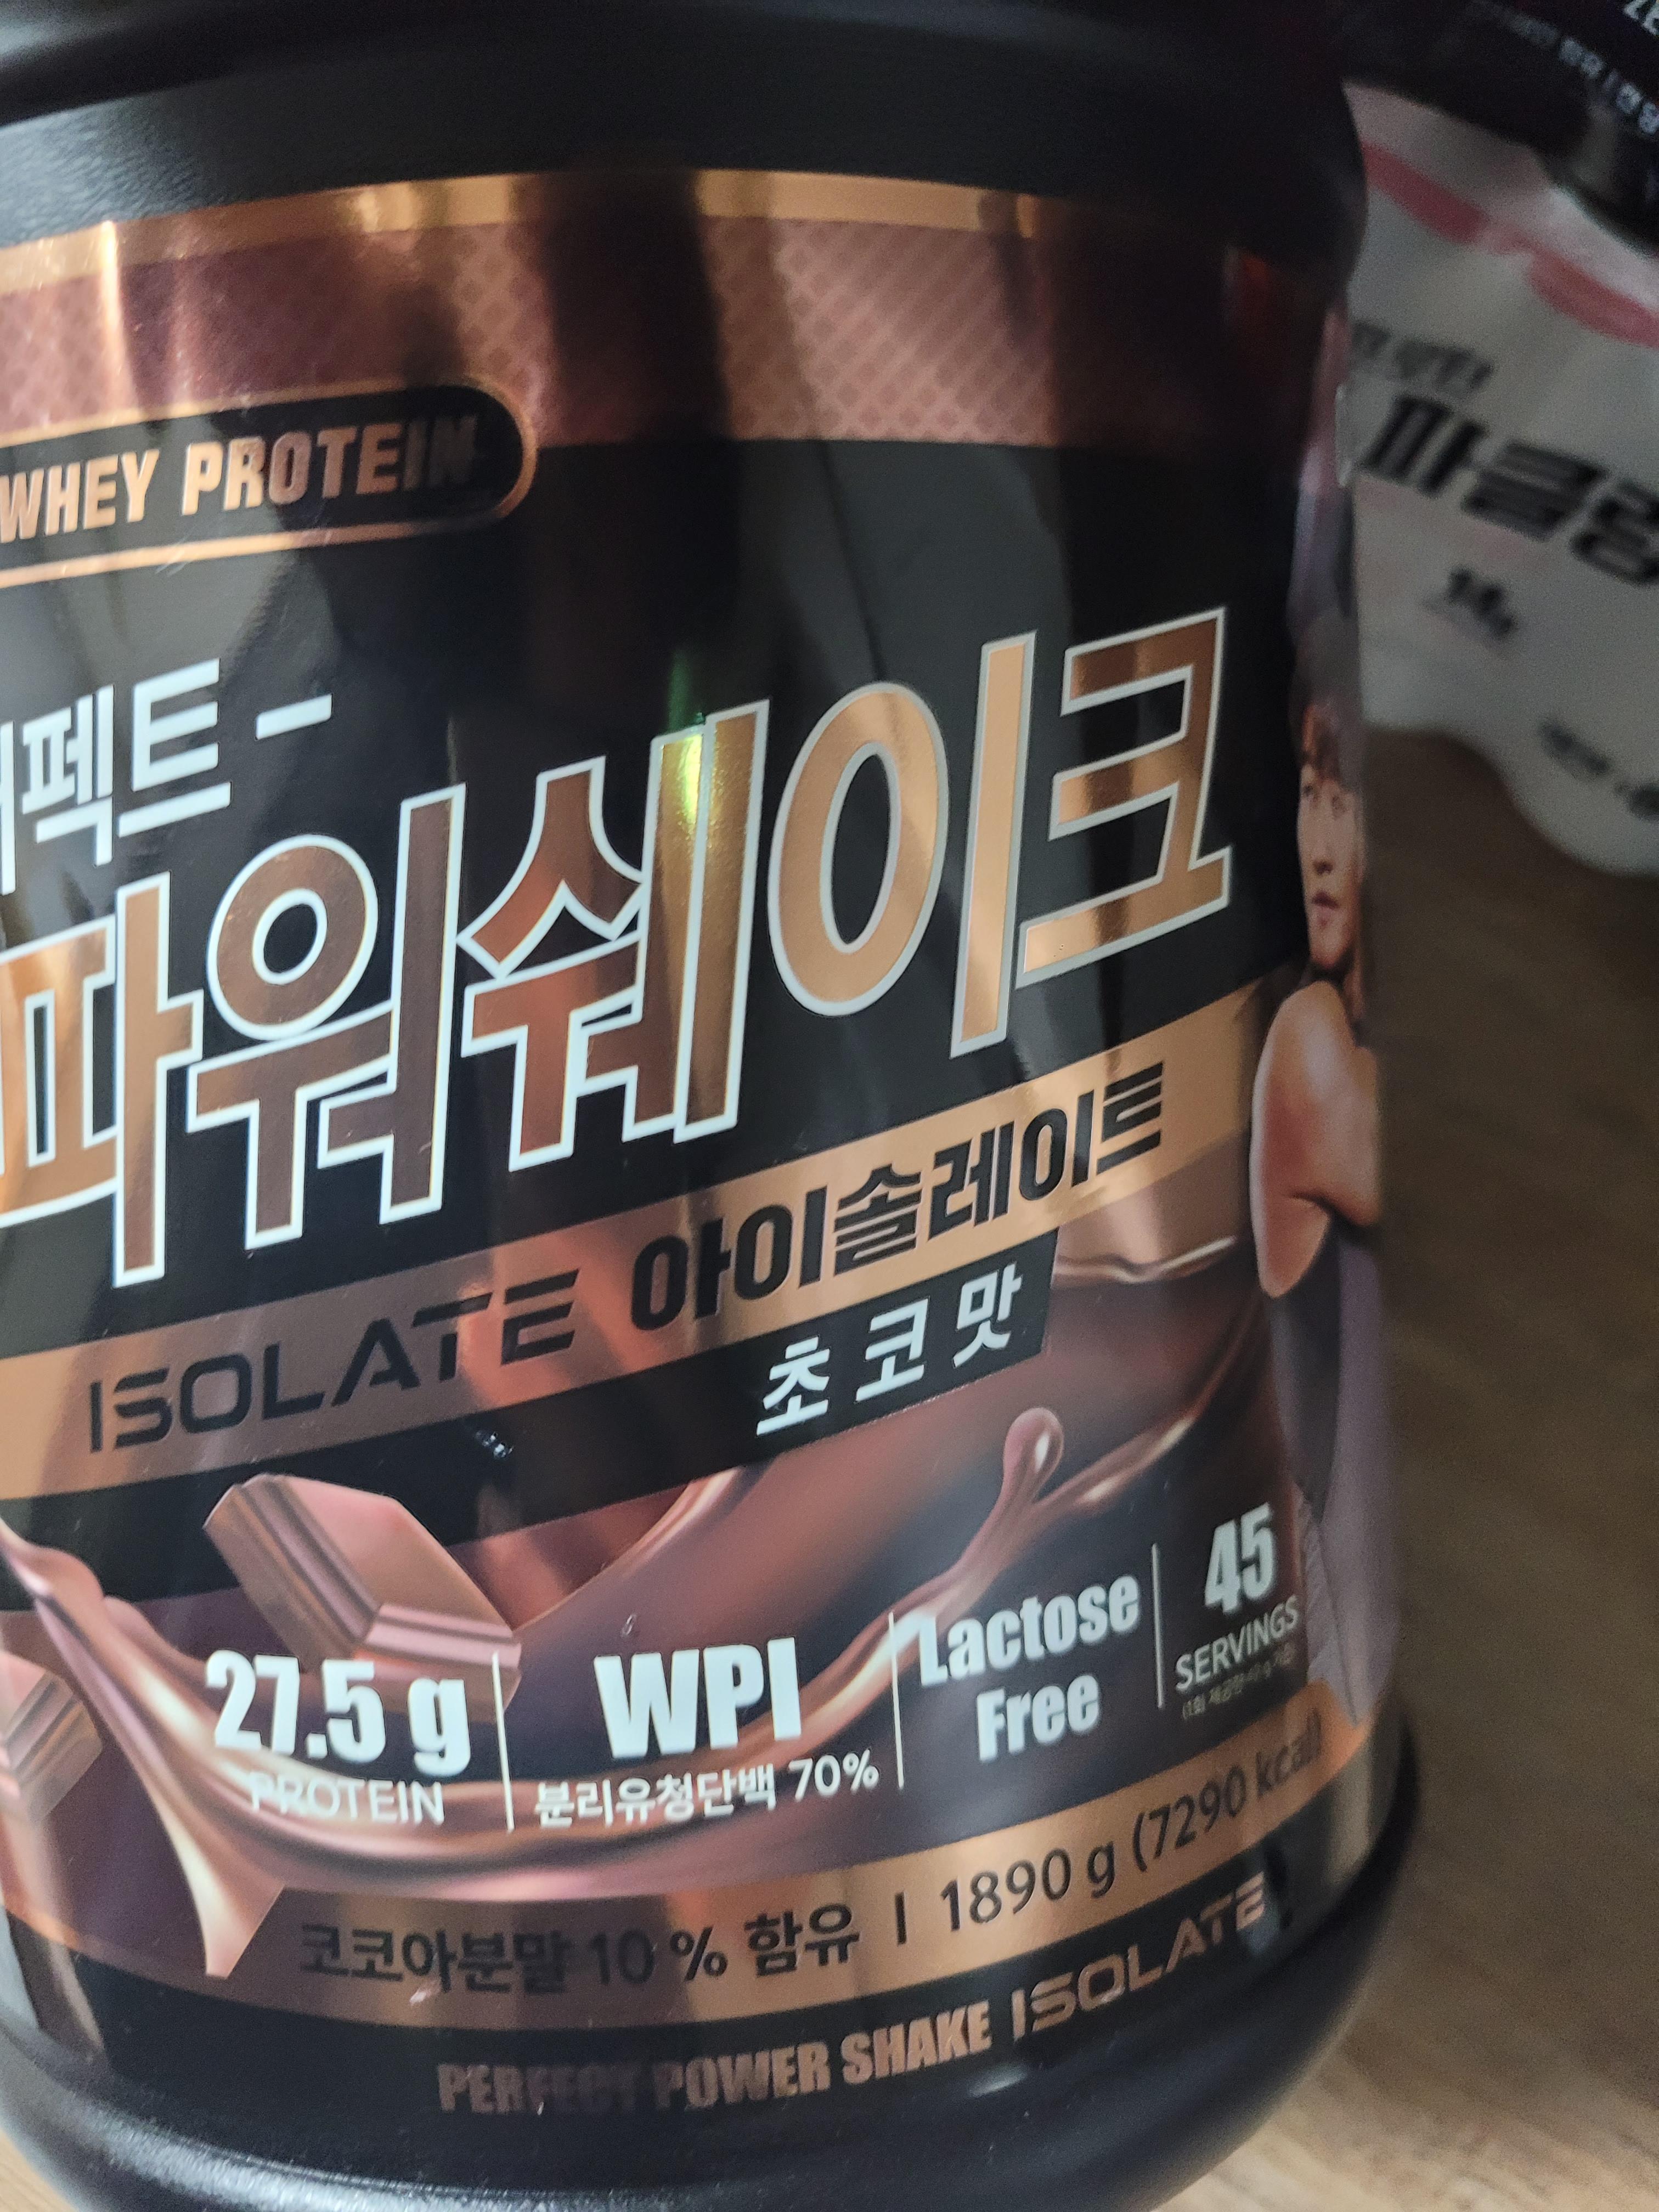 WHEY PROTEIN
펙트-
파워쉐이크
ISOLATE 아이솔레이트
초코맛
27.5 g
PROTEIN
WPI
분리유청단백 70%
Lactose
Free
45
SERVINGS
코코아분말 10 % 함유 | 1890 g (7290 kcal)
PERFECT POWER SHAKE ISOLATE